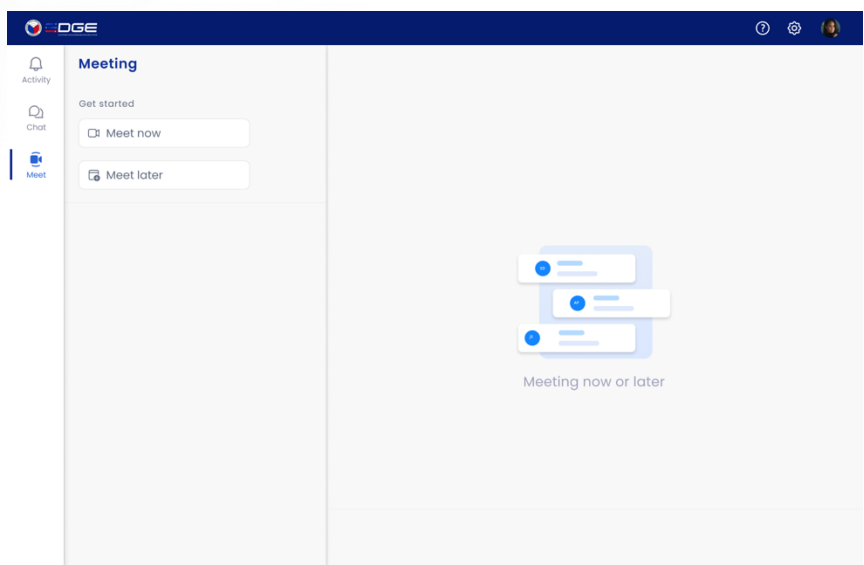 EDGE
Activity
Chat
Meet
Meeting
Get started
Meet now
Meet later
Meeting now or later